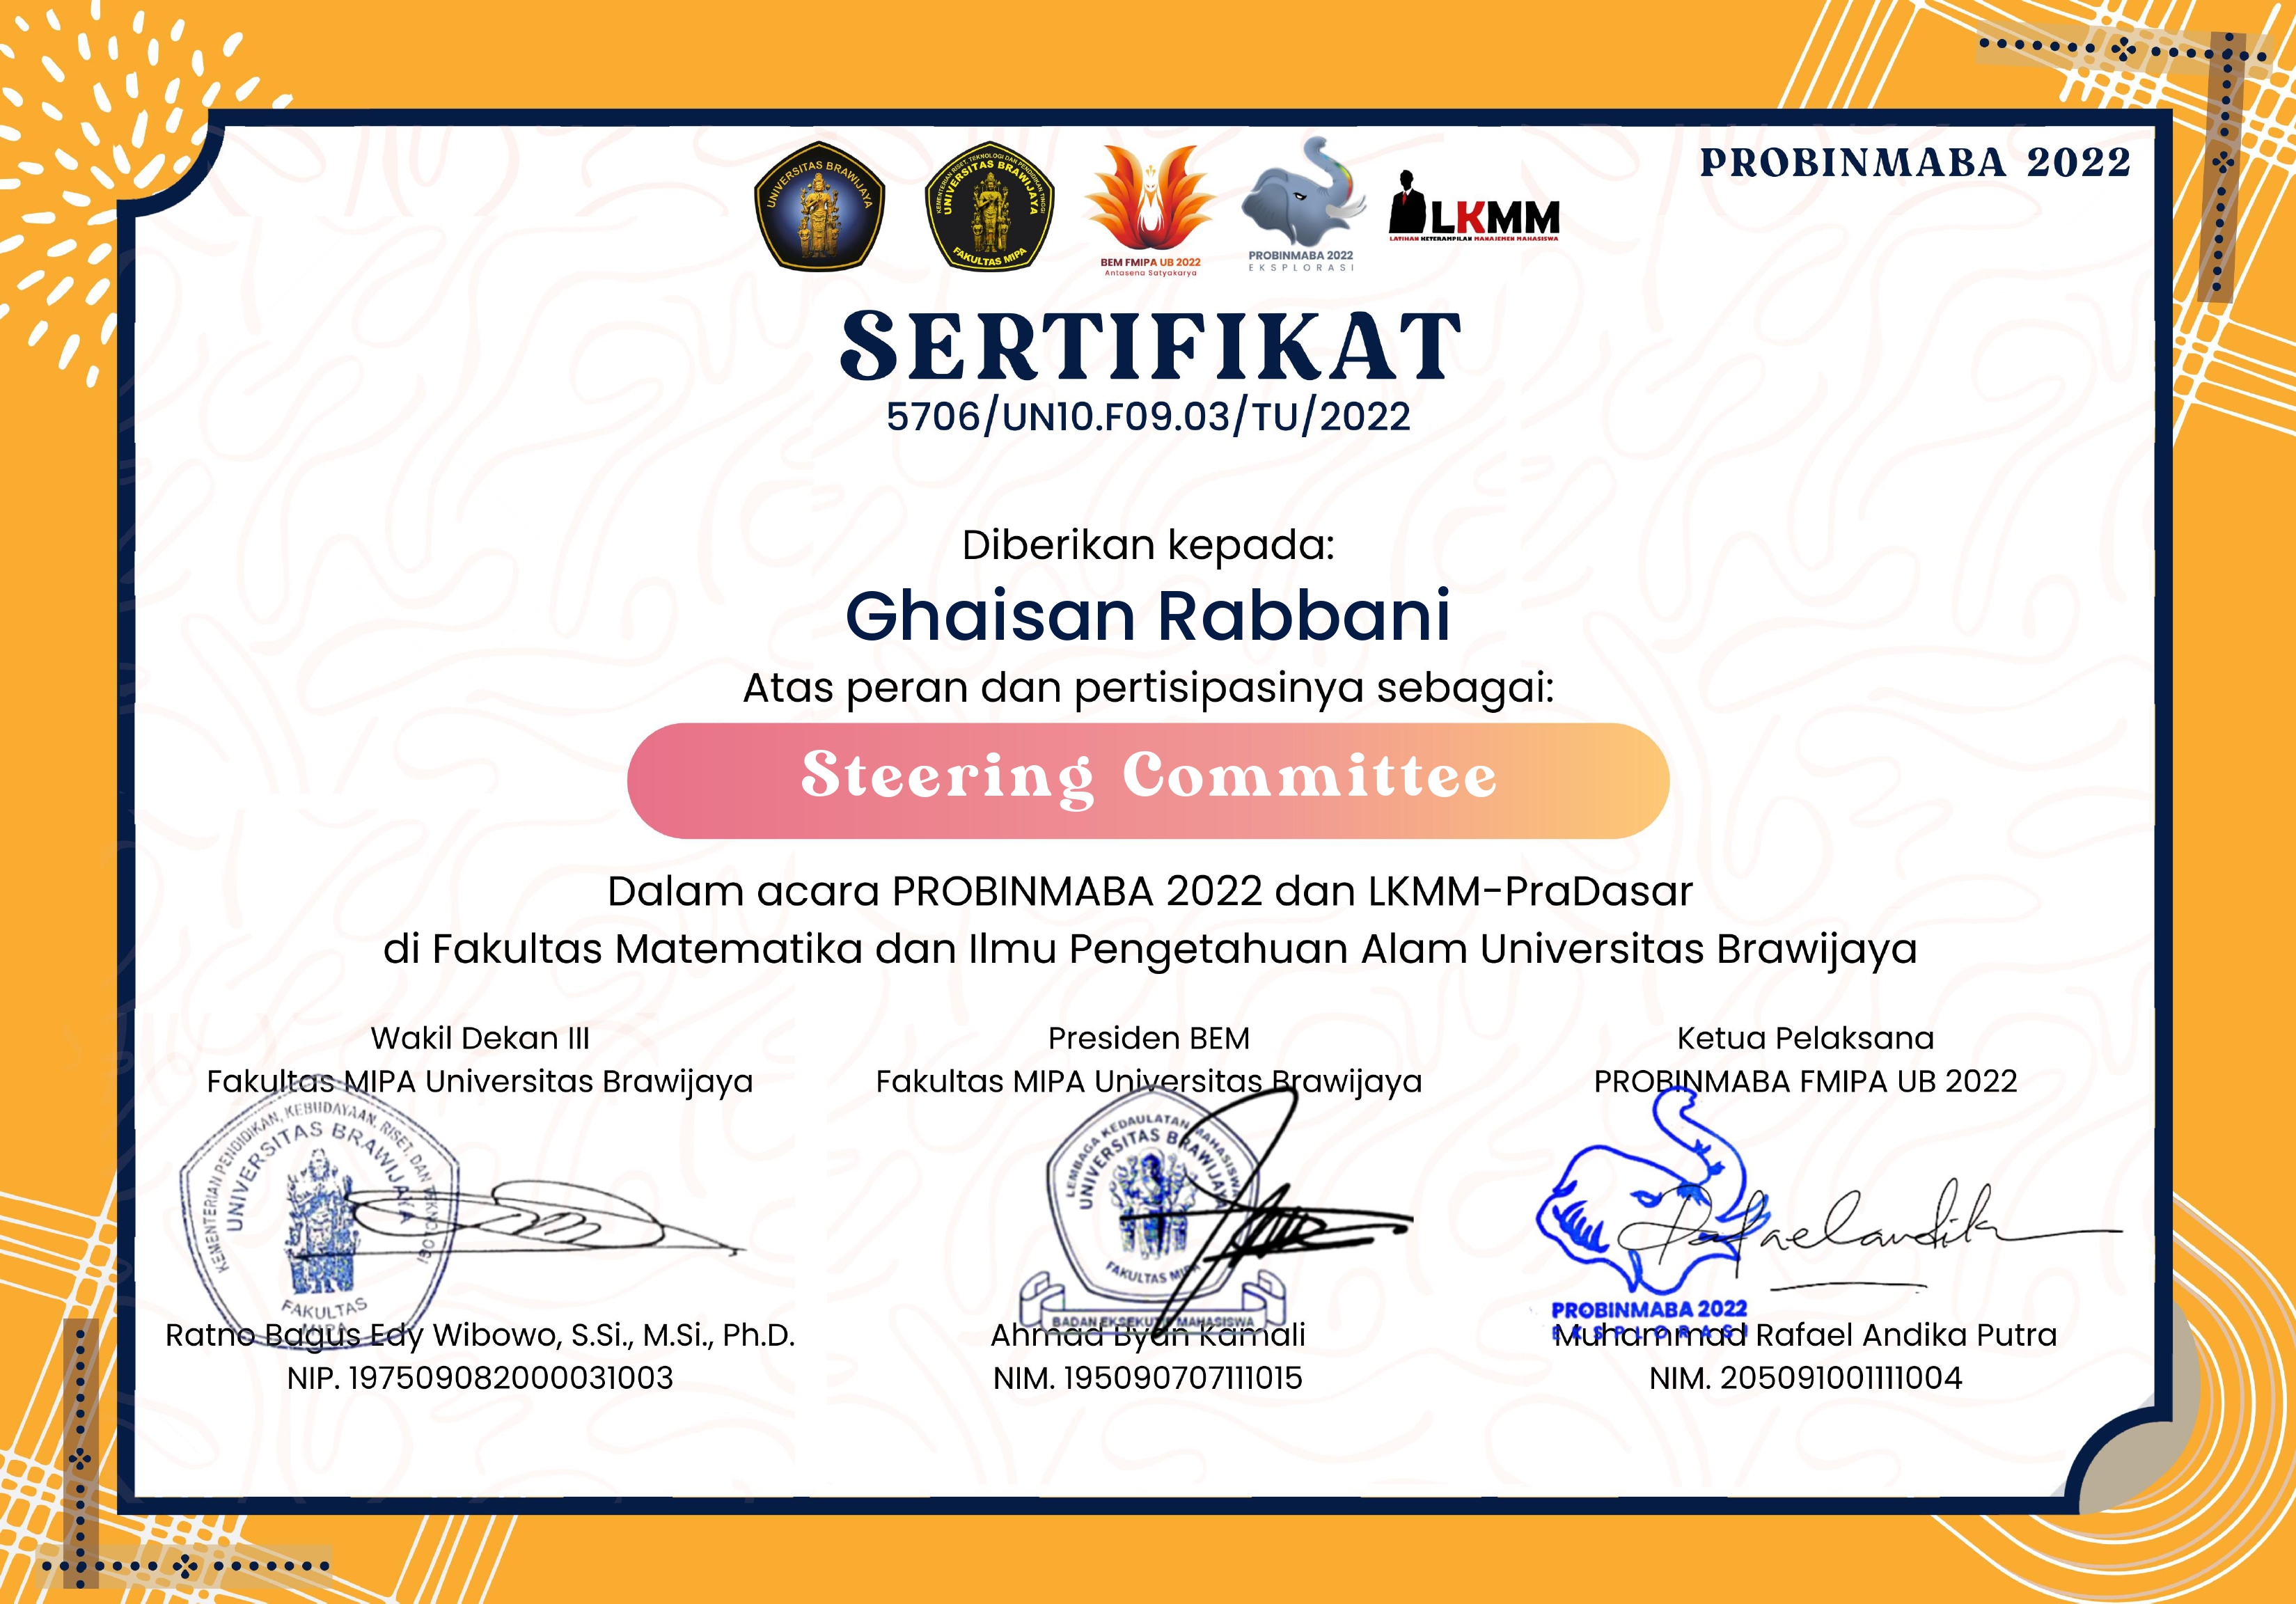 UNIVERSITAS BRAWIJAYA
KEMENTERIAN RISET, TEKNOLOGI DAN PENDIDIKAN TINGGI
UNIVERSITAS BRAWIJAYA
FAKULTAS MIPA
BEM FMIPA UB 2022
Antasena Satyakarya
PROBINMABA 2022
EKSPLORASI
LKMM
LATIHAN KETERAMPILAN MANAJEMEN MAHASISWA
PROBINMABA 2022
SERTIFIKAT
5706/UN10.F09.03/TU/2022
Diberikan kepada:
Ghaisan Rabbani
Atas peran dan pertisipasinya sebagai:
Steering Committee
Dalam acara PROBINMABA 2022 dan LKMM-PraDasar
di Fakultas Matematika dan Ilmu Pengetahuan Alam Universitas Brawijaya
Wakil Dekan III
Fakultas MIPA Universitas Brawijaya
KEMENTERIAN PENDIDIKAN, KEBUDAYAAN, RISET, DAN TEKNOLOGI
UNIVERSITAS BRAWIJAYA
FAKULTAS
MIPA
Ratno Bagus Edy Wibowo, S.Si., M.Si., Ph.D.
NIP. 197509082000031003
Presiden BEM
Fakultas MIPA Universitas Brawijaya
LEMBAGA KEDAULATAN MAHASISWA
UNIVERSITAS BRAWIJAYA
FAKULTAS MIPA
BADAN EKSEKUTIF MAHASISWA
Ahmad Byan Kamali
NIM. 195090707111015
Ketua Pelaksana
PROBINMABA FMIPA UB 2022
Rafaelandika
PROBINMABA 2022
EKSPLORASI
Muhammad Rafael Andika Putra
NIM. 205091001111004